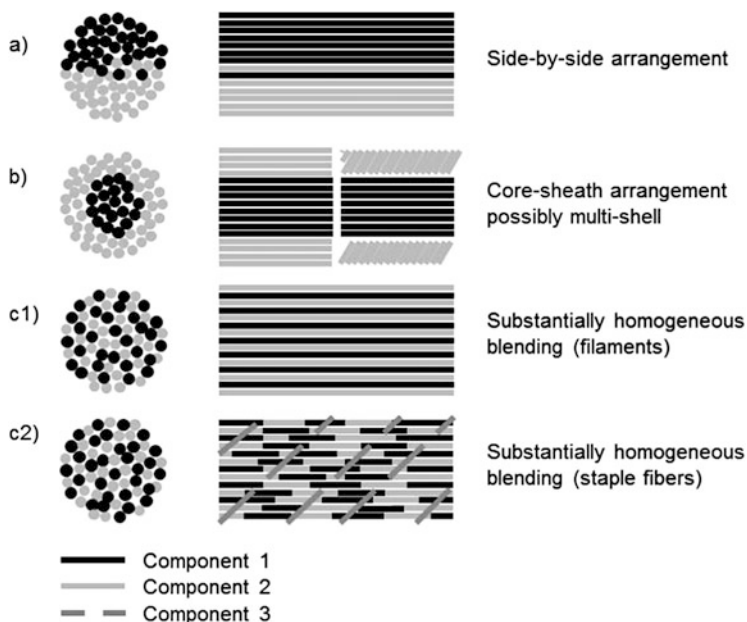 a)
Side-by-side arrangement
b)
Core-sheath arrangement
possibly multi-shell
c1)
Substantially homogeneous
blending (filaments)
c2)
Substantially homogeneous
blending (staple fibers)
Component 1
Component 2
Component 3